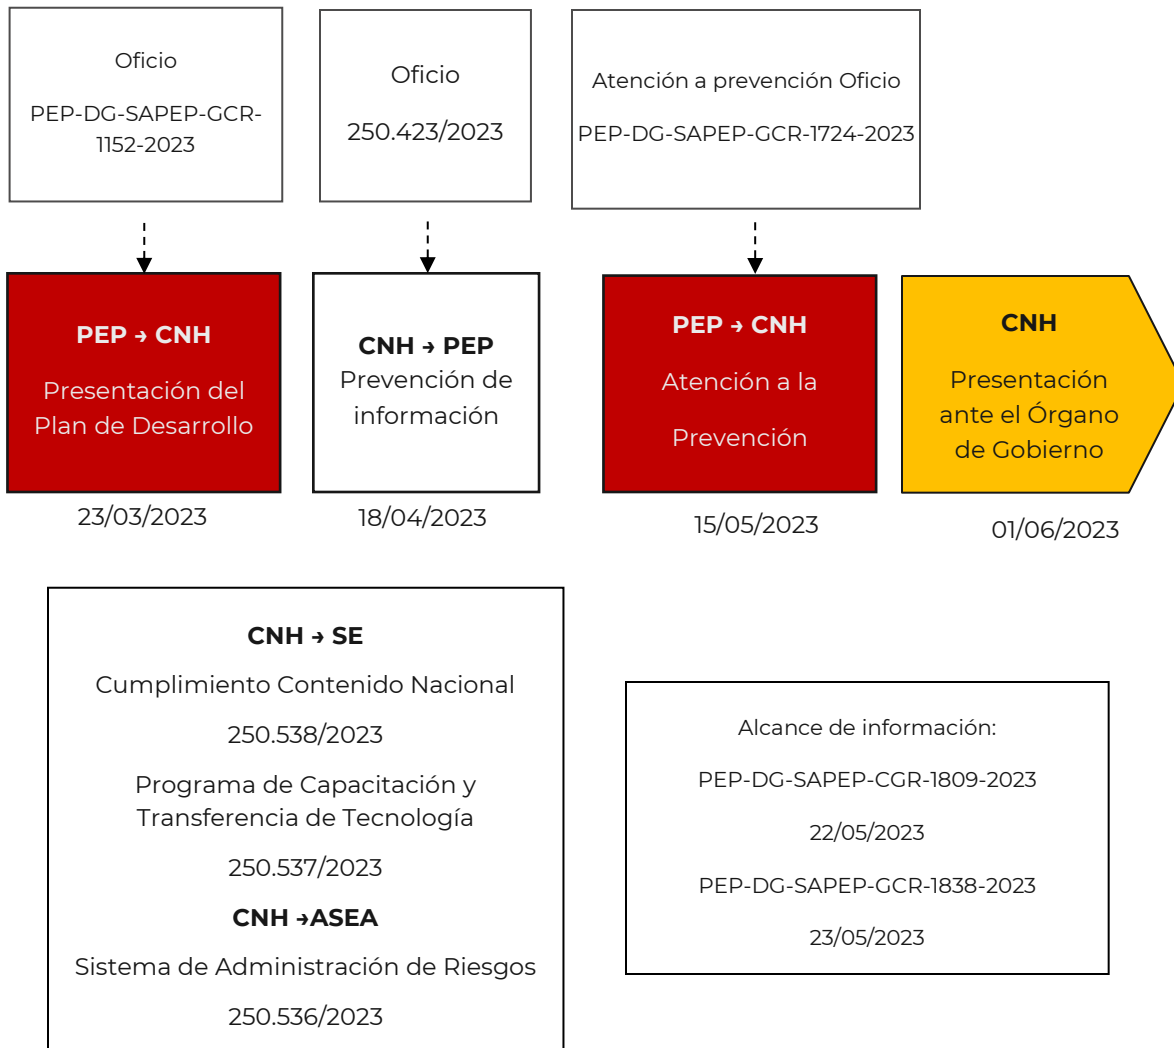 Oficio
PEP-DG-SAPEP-GCR-
1152-2023
Oficio
250.423/2023
Atención a prevención Oficio
PEP-DG-SAPEP-GCR-1724-2023
PEP → CNH
Presentación del
Plan de Desarrollo
23/03/2023
CNH → PEP
Prevención de
información
18/04/2023
PEP → CNH
Atención a la
Prevención
15/05/2023
CNH
Presentación
ante el Órgano
de Gobierno
01/06/2023
CNH → SE
Cumplimiento Contenido Nacional
250.538/2023
Programa de Capacitación y
Transferencia de Tecnología
250.537/2023
CNH →ASEA
Sistema de Administración de Riesgos
250.536/2023
Alcance de información:
PEP-DG-SAPEP-CGR-1809-2023
22/05/2023
PEP-DG-SAPEP-GCR-1838-2023
23/05/2023